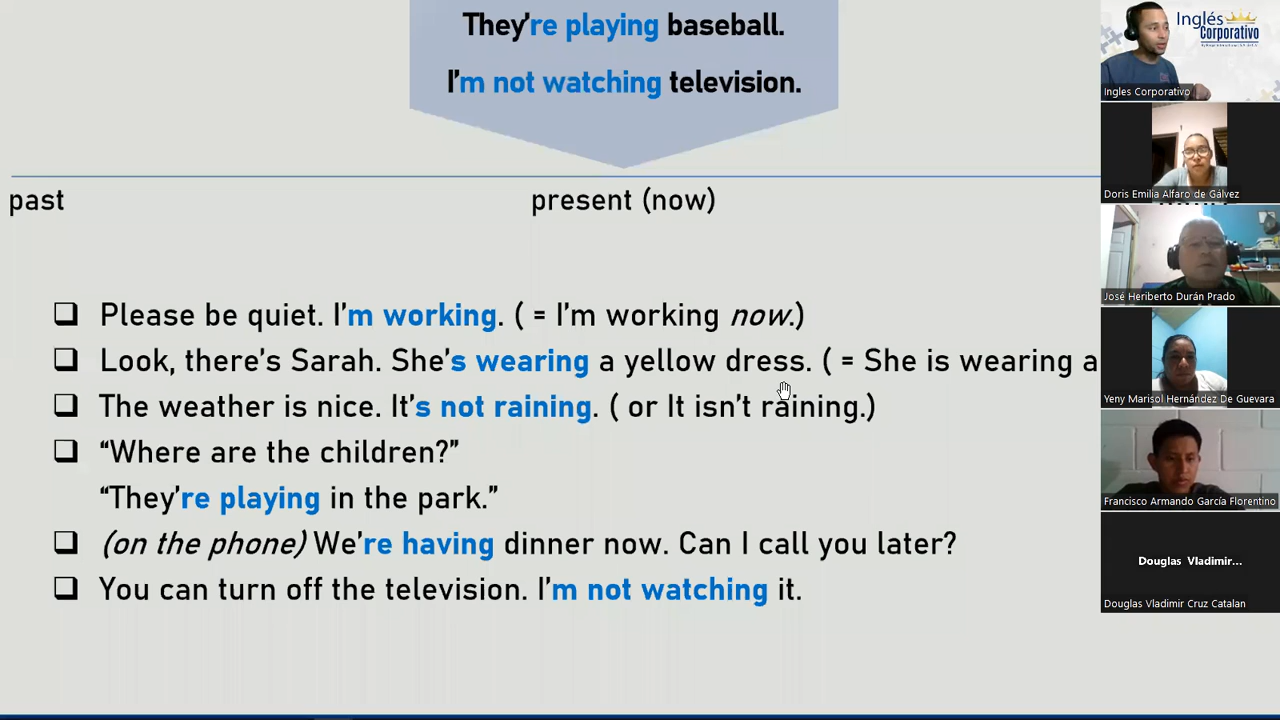 They're playing baseball.
I'm not watching television.
past
present (now)
Please be quiet. I'm working. ( = I'm working now.)
Look, there's Sarah. She's wearing a yellow dress. ( = She is wearing a
The weather is nice. It's not raining. ( or It isn't raining.)
“Where are the children?”
“They're playing in the park.”
(on the phone) We're having dinner now. Can I call you later?
You can turn off the television. I'm not watching it.
Inglés
Corporativo
Ingles Corporativo
Doris Emilia Alfaro de Gálvez
José Heriberto Durán Prado
Yeny Marisol Hernández De Guevara
Francisco Armando García Florentino
Douglas Vladimir...
Douglas Vladimir Cruz Catalan